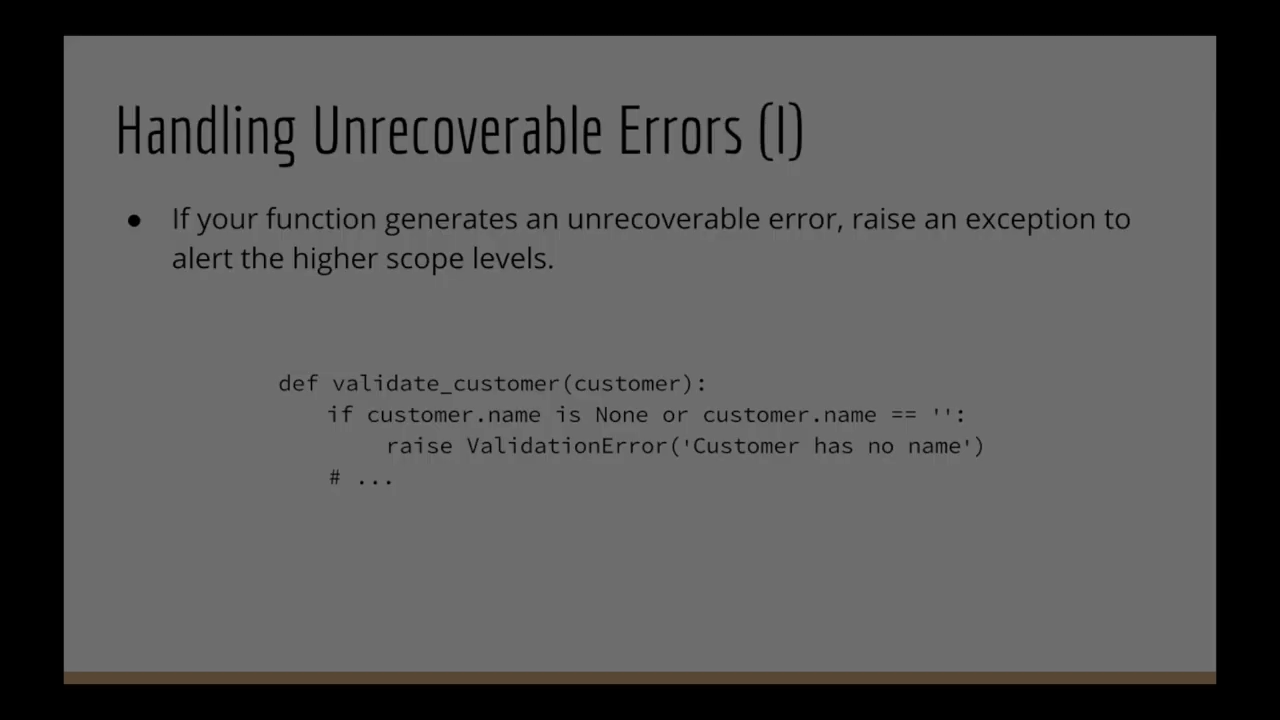 Handling Unrecoverable Errors (I)
● If your function generates an unrecoverable error, raise an exception to
alert the higher scope levels.
def validate_customer(customer):
    if customer.name is None or customer.name == '':
        raise ValidationError('Customer has no name')
    # ...